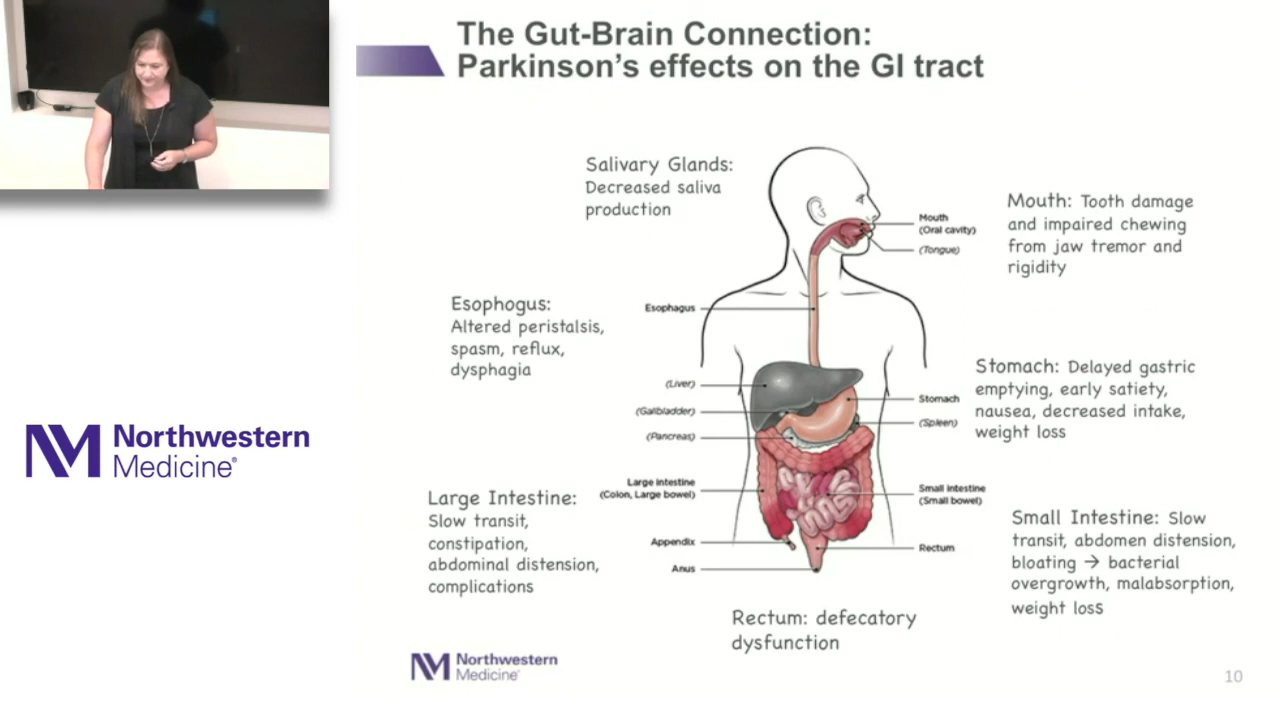 The Gut-Brain Connection:
Parkinson's effects on the GI tract
Salivary Glands:
Decreased saliva
production
Mouth: Tooth damage
and impaired chewing
from jaw tremor and
rigidity
Mouth
(Oral cavity)
(Tongue)
Esophogus:
Altered peristalsis,
spasm, reflux,
dysphagia
Esophagus
(Liver)
(Gallbladder)
(Pancreas)
Stomach
(Spleen)
Stomach: Delayed gastric
emptying, early satiety,
nausea, decreased intake,
weight loss
Northwestern
Medicine®
Large Intestine:
Slow transit,
constipation,
abdominal distension,
complications
Large intestine
(Colon, Large bowel)
Appendix
Anus
Small intestine
(Small bowel)
Rectum
Small Intestine: Slow
transit, abdomen distension,
bloating → bacterial
overgrowth, malabsorption,
weight loss
Rectum: defecatory
dysfunction
Northwestern
Medicine®
10